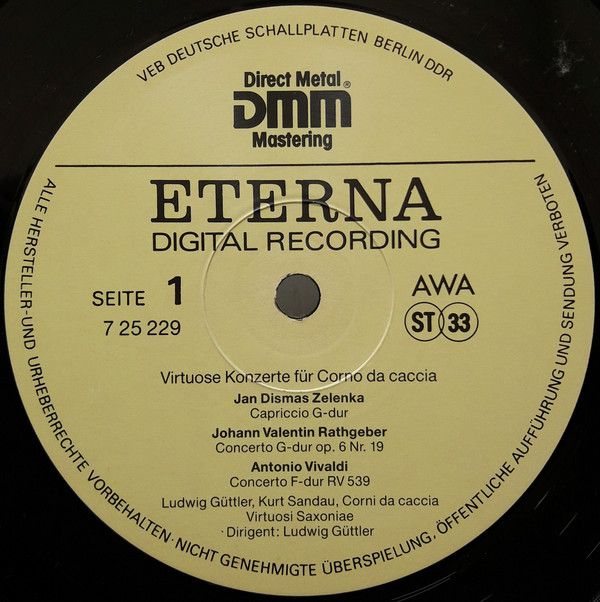 VEB DEUTSCHE SCHALLPLATTEN BERLIN DDR
Direct Metal
DMM®
Mastering
ETERNA
DIGITAL RECORDING
SEITE 1
7 25 229
AWA
ST 33
Virtuose Konzerte für Corno da caccia
Jan Dismas Zelenka
Capriccio G-dur
Johann Valentin Rathgeber
Concerto G-dur op. 6 Nr. 19
Antonio Vivaldi
Concerto F-dur RV 539
Ludwig Güttler, Kurt Sandau, Corni da caccia
Virtuosi Saxoniae
Dirigent: Ludwig Güttler
ALLE HERSTELLER-UND URHEBERRECHTE VORBEHALTEN·NICHT GENEHMIGTE ÜBERSPIELUNG, ÖFFENTLICHE AUFFÜHRUNG UND SENDUNG VERBOTEN